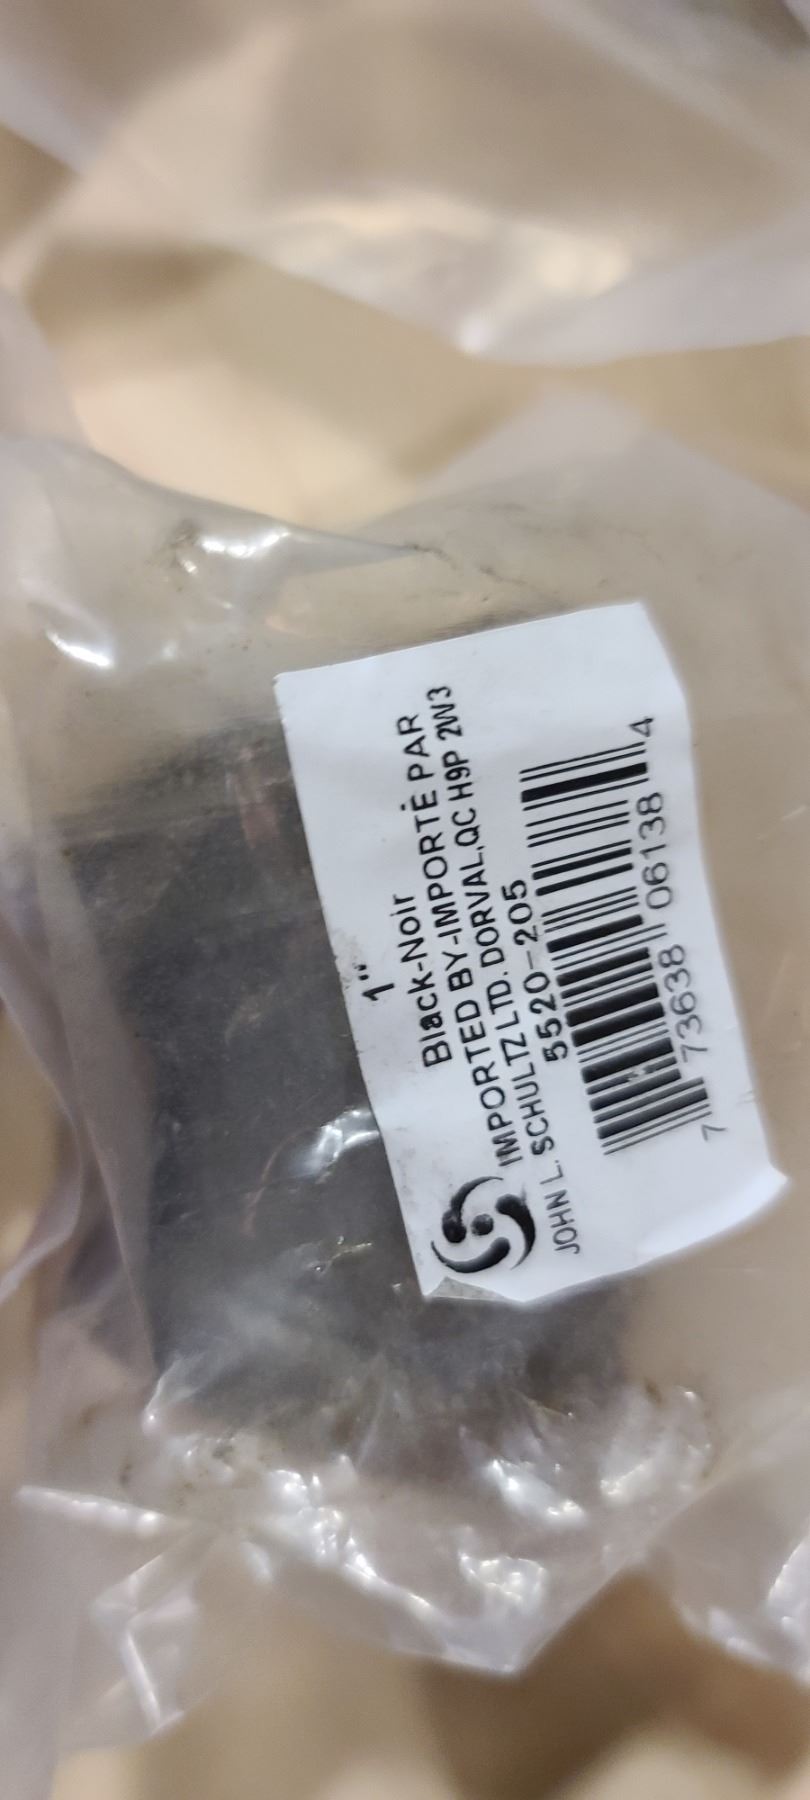 1"
Black-Noir
IMPORTED BY-IMPORTÉ PAR
JOHN L. SCHULTZ LTD. DORVAL,QC H9P 2W3
5520-205
7 73638 06138 4